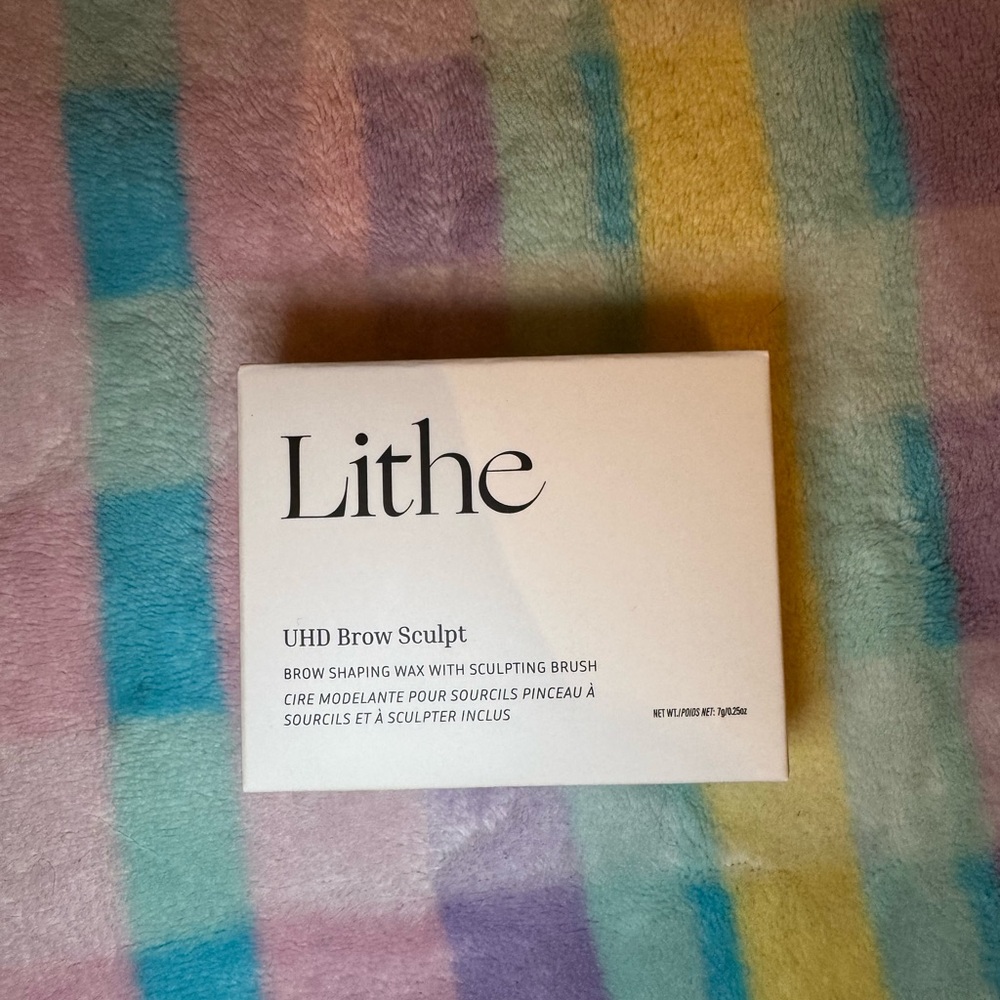 Lithe
UHD Brow Sculpt
BROW SHAPING WAX WITH SCULPTING BRUSH
CIRE MODELANTE POUR SOURCILS PINCEAU À
SOURCILS ET À SCULPTER INCLUS
NET WT./POIDS NET: 7g/0.25oz